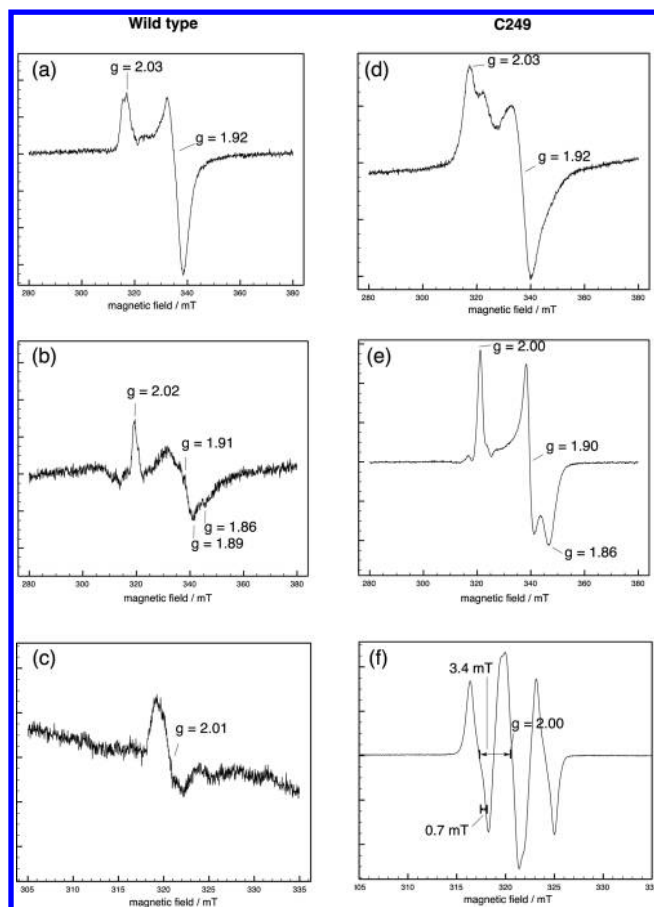 Wild type
C249
(a)
g = 2.03
g = 1.92
280 300 320 340 360 380
magnetic field / mT
(d)
g = 2.03
g = 1.92
280 300 320 340 360 380
magnetic field / mT
(b)
g = 2.02
g = 1.91
g = 1.86
g = 1.89
280 300 320 340 360 380
magnetic field / mT
(e)
g = 2.00
g = 1.90
g = 1.86
280 300 320 340 360 380
magnetic field / mT
(c)
g = 2.01
305 310 315 320 325 330 335
magnetic field / mT
(f)
3.4 mT
g = 2.00
0.7 mT
305 310 315 320 325 330 335
magnetic field / mT